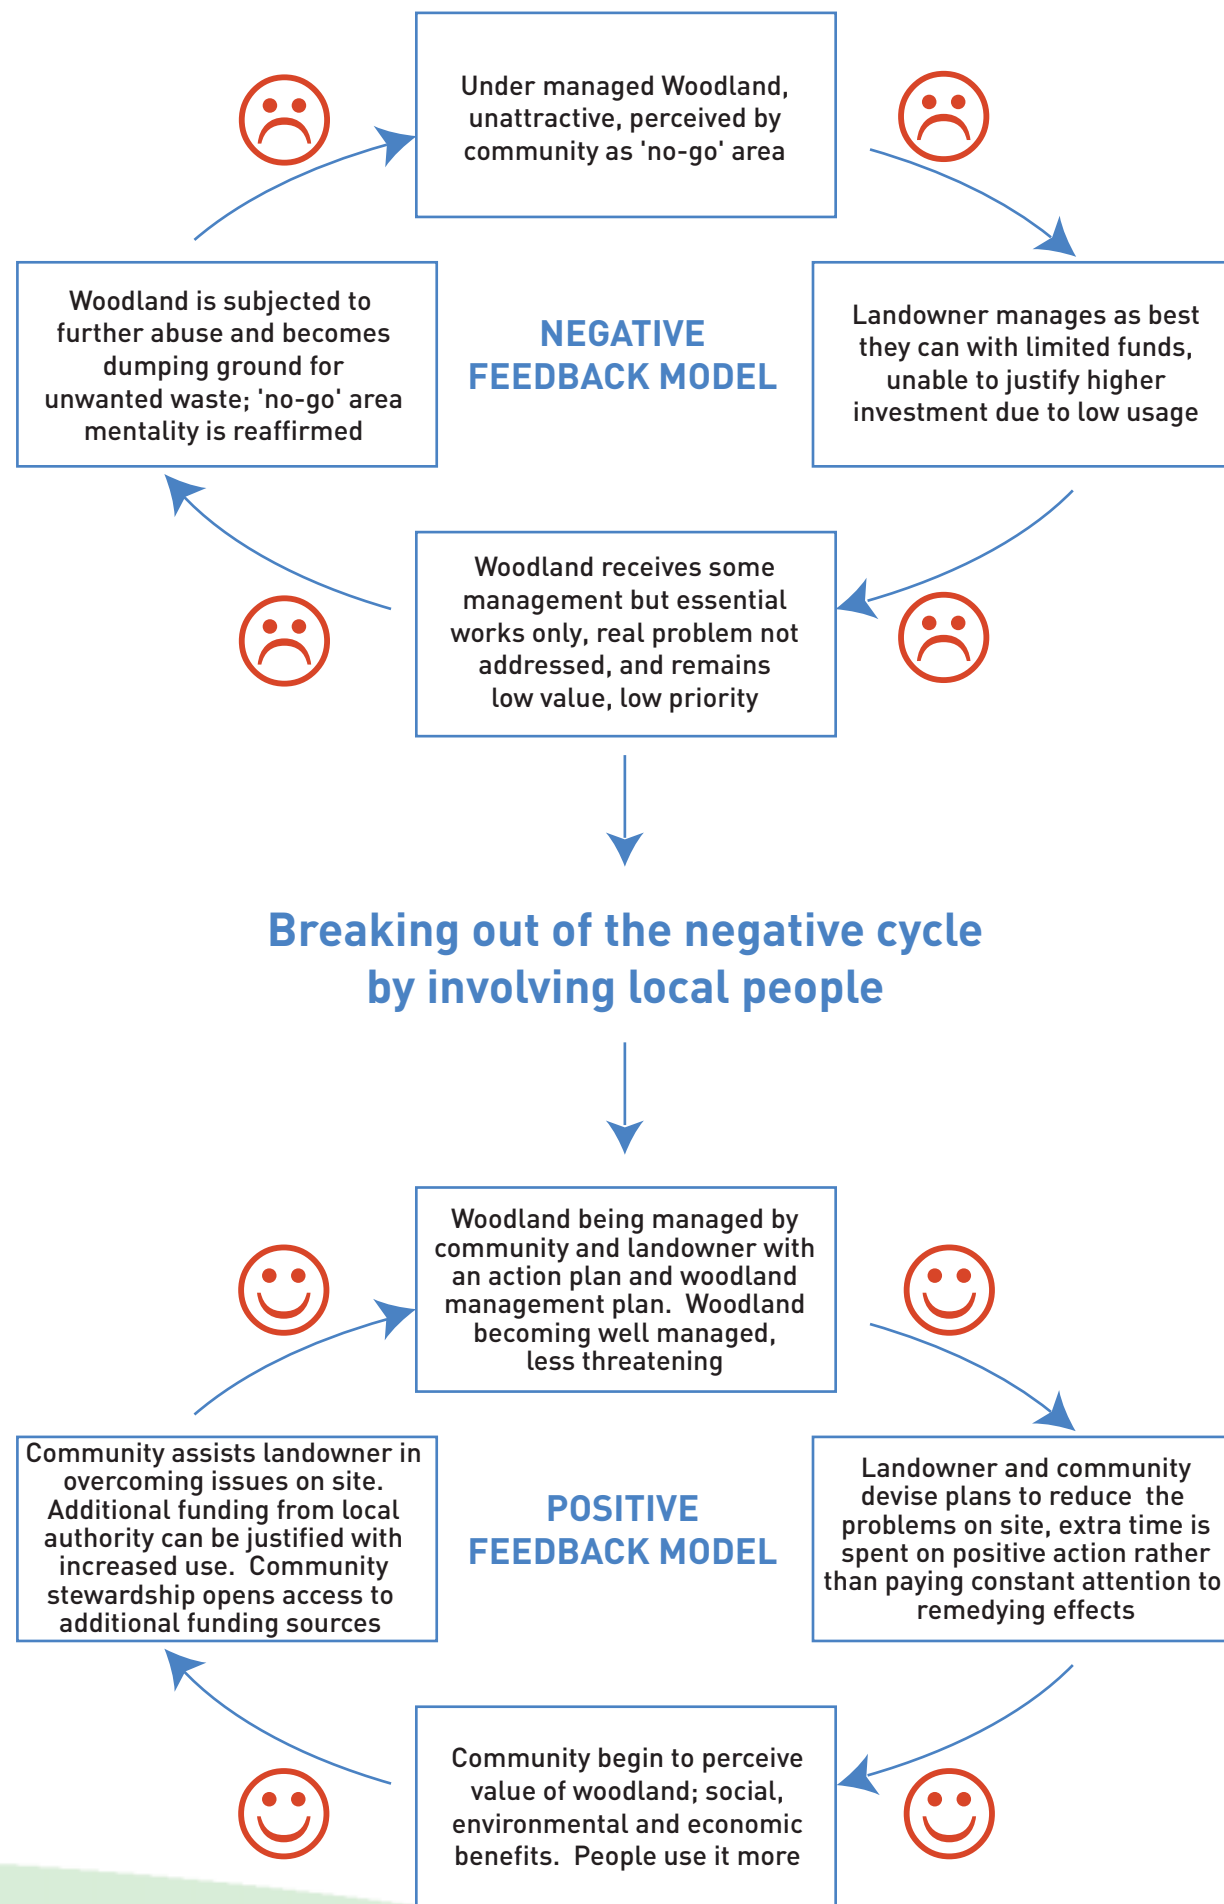 Under managed Woodland,
unattractive, perceived by
community as 'no-go' area
Woodland is subjected to
further abuse and becomes
dumping ground for
unwanted waste; 'no-go' area
mentality is reaffirmed
NEGATIVE
FEEDBACK MODEL
Landowner manages as best
they can with limited funds,
unable to justify higher
investment due to low usage
Woodland receives some
management but essential
works only, real problem not
addressed, and remains
low value, low priority
Breaking out of the negative cycle
by involving local people
Woodland being managed by
community and landowner with
an action plan and woodland
management plan.  Woodland
becoming well managed,
less threatening
Community assists landowner in
overcoming issues on site.
Additional funding from local
authority can be justified with
increased use.  Community
stewardship opens access to
additional funding sources
POSITIVE
FEEDBACK MODEL
Landowner and community
devise plans to reduce  the
problems on site, extra time is
spent on positive action rather
than paying constant attention to
remedying effects
Community begin to perceive
value of woodland; social,
environmental and economic
benefits.  People use it more